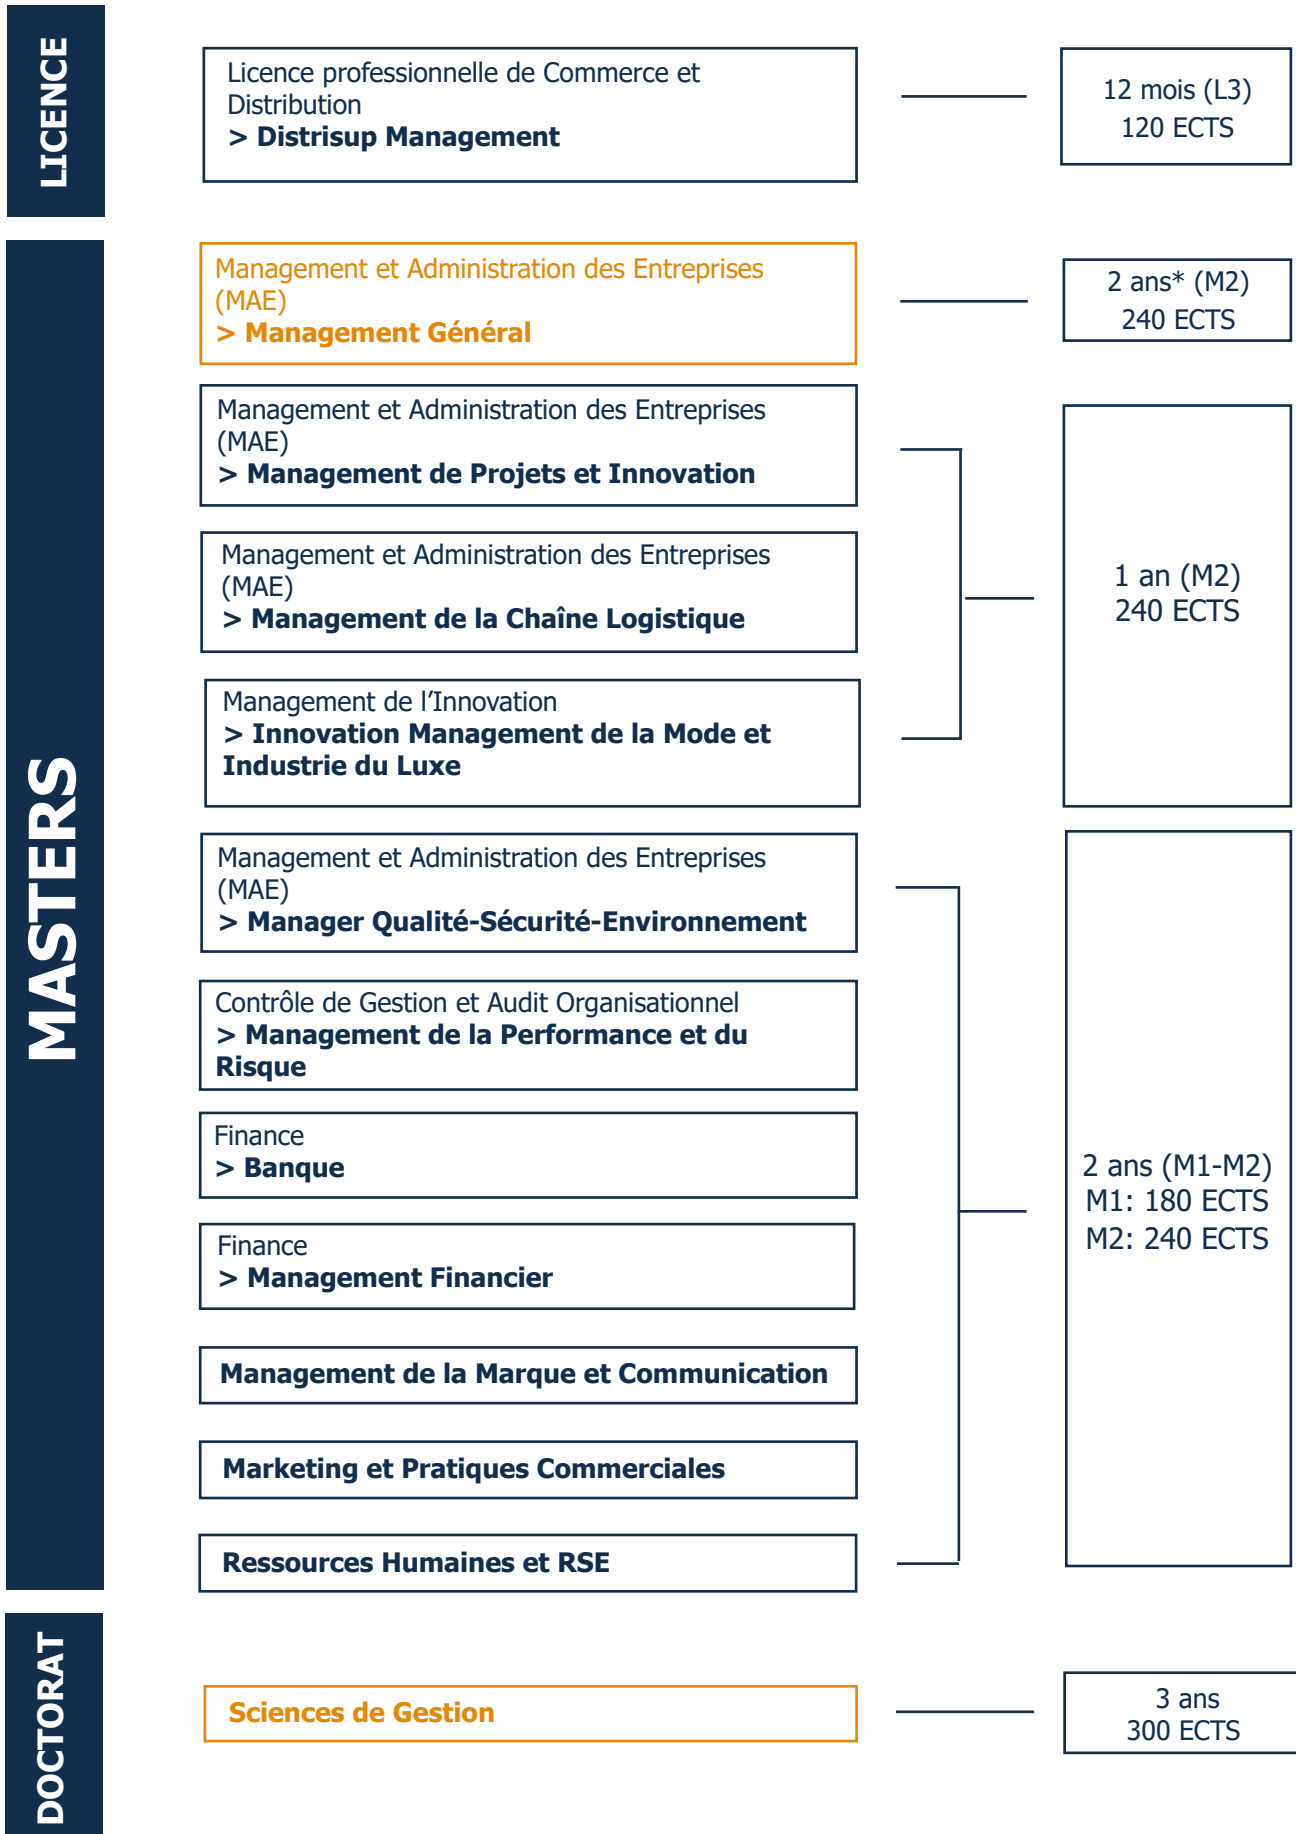 LICENCE
Licence professionnelle de Commerce et
Distribution
> Distrisup Management
12 mois (L3)
120 ECTS
MASTERS
Management et Administration des Entreprises
(MAE)
> Management Général
2 ans* (M2)
240 ECTS
Management et Administration des Entreprises
(MAE)
> Management de Projets et Innovation
Management et Administration des Entreprises
(MAE)
> Management de la Chaîne Logistique
Management de l’Innovation
> Innovation Management de la Mode et
Industrie du Luxe
1 an (M2)
240 ECTS
Management et Administration des Entreprises
(MAE)
> Manager Qualité-Sécurité-Environnement
Contrôle de Gestion et Audit Organisationnel
> Management de la Performance et du
Risque
Finance
> Banque
Finance
> Management Financier
Management de la Marque et Communication
Marketing et Pratiques Commerciales
Ressources Humaines et RSE
2 ans (M1-M2)
M1: 180 ECTS
M2: 240 ECTS
DOCTORAT
Sciences de Gestion
3 ans
300 ECTS